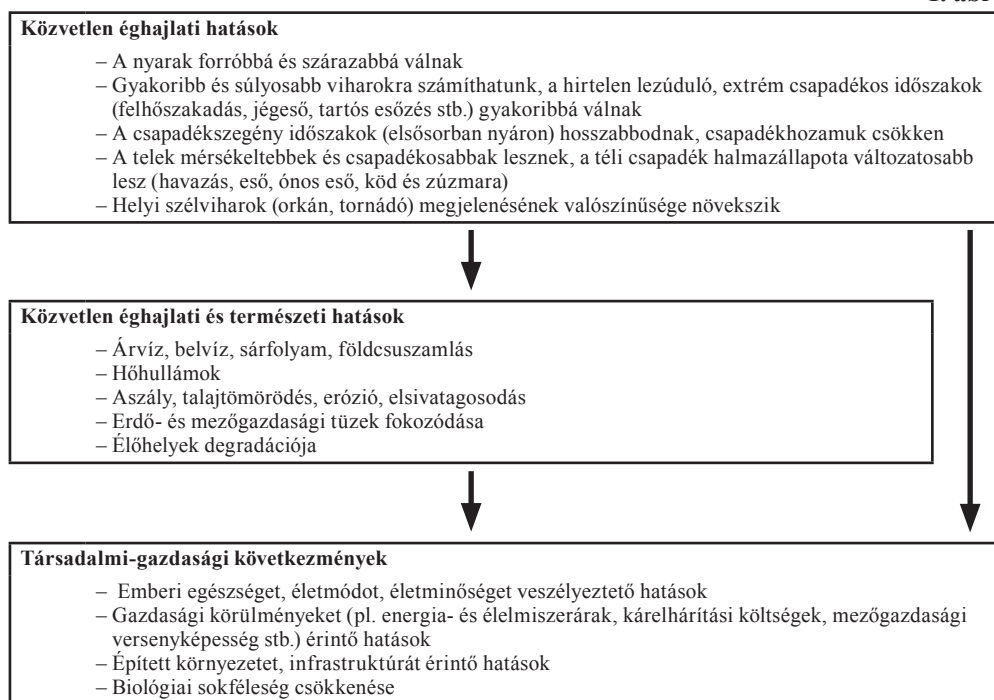 Közvetlen éghajlati hatások
– A nyarak forróbbá és szárazabbá válnak
– Gyakoribb és súlyosabb viharokra számíthatunk, a hirtelen lezúduló, extrém csapadékos időszakok
(felhőszakadás, jégeső, tartós esőzés stb.) gyakoribbá válnak
– A csapadékszegény időszakok (elsősorban nyáron) hosszabbodnak, csapadékhozamuk csökken
– A telek mérsékeltebbek és csapadékosabbak lesznek, a téli csapadék halmazállapota változatosabb
lesz (havazás, eső, ónos eső, köd és zúzmara)
– Helyi szélviharok (orkán, tornádó) megjelenésének valószínűsége növekszik
Közvetlen éghajlati és természeti hatások
– Árvíz, belvíz, sárfolyam, földcsuszamlás
– Hőhullámok
– Aszály, talajtömörödés, erózió, elsivatagosodás
– Erdő- és mezőgazdasági tüzek fokozódása
– Élőhelyek degradációja
Társadalmi-gazdasági következmények
– Emberi egészséget, életmódot, életminőséget veszélyeztető hatások
– Gazdasági körülményeket (pl. energia- és élelmiszerárak, kárelhárítási költségek, mezőgazdasági
versenyképesség stb.) érintő hatások
– Épített környezetet, infrastruktúrát érintő hatások
– Biológiai sokféleség csökkenése